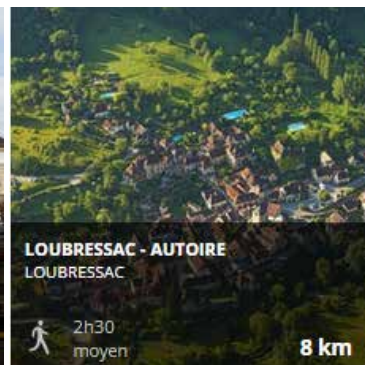 LOUBRESSAC - AUTOIRE
LOUBRESSAC
2h30
moyen
8 km